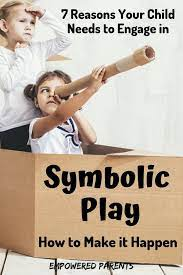 7 Reasons Your Child
Needs to Engage in
Symbolic
Play
How to Make it Happen
EMPOWERED PARENTS